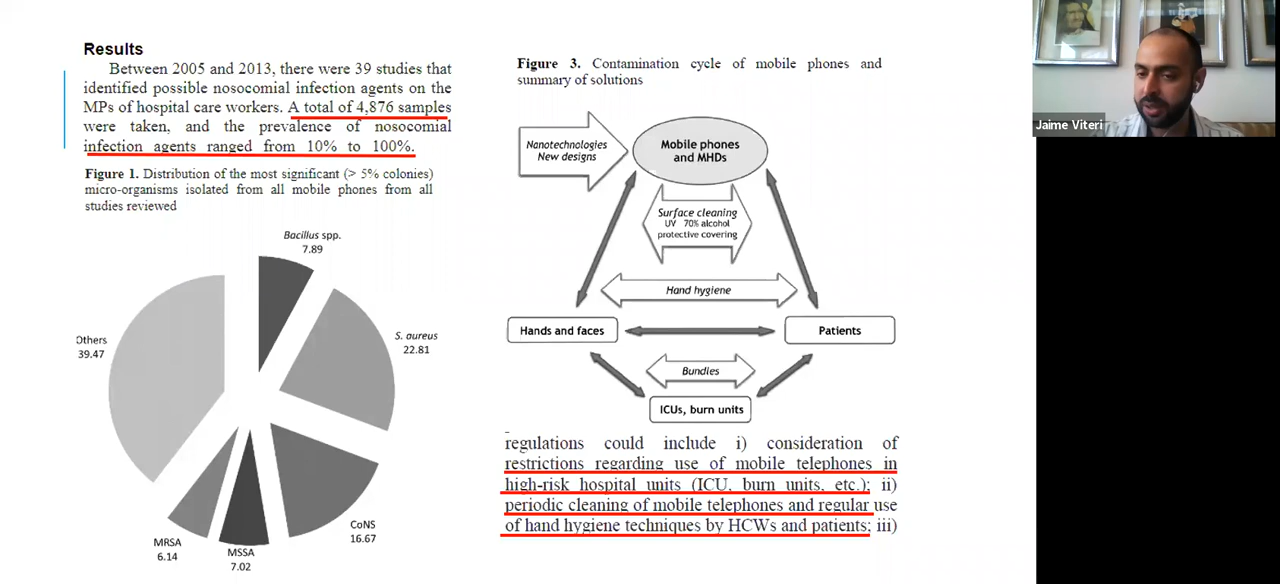 Results
Between 2005 and 2013, there were 39 studies that
identified possible nosocomial infection agents on the
MPs of hospital care workers. A total of 4,876 samples
were taken, and the prevalence of nosocomial
infection agents ranged from 10% to 100%.
Figure 1. Distribution of the most significant (> 5% colonies)
micro-organisms isolated from all mobile phones from all
studies reviewed
Bacillus spp.
7.89
S. aureus
22.81
CoNS
16.67
MSSA
7.02
MRSA
6.14
Others
39.47
Figure 3. Contamination cycle of mobile phones and
summary of solutions
Nanotechnologies
New designs
Mobile phones
and MHDs
Surface cleaning
UV 70% alcohol
protective covering
Hand hygiene
Hands and faces
Patients
Bundles
ICUs, burn units
regulations could include i) consideration of
restrictions regarding use of mobile telephones in
high-risk hospital units (ICU, burn units, etc.); ii)
periodic cleaning of mobile telephones and regular use
of hand hygiene techniques by HCWs and patients; iii)
Jaime Viteri